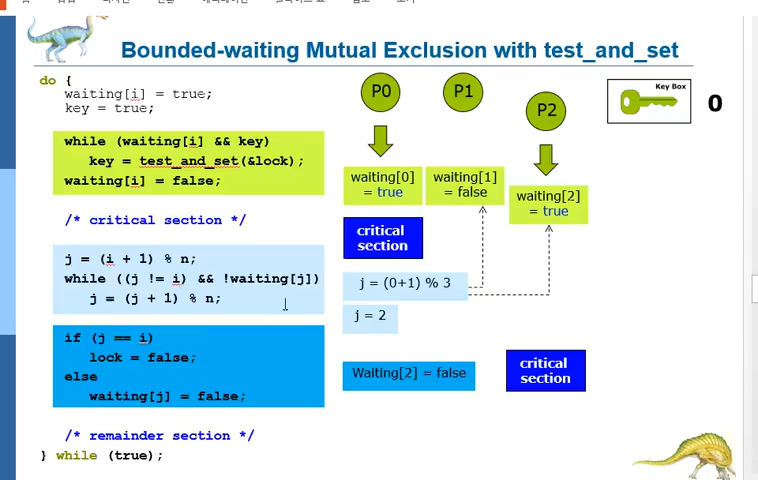 Bounded-waiting Mutual Exclusion with test_and_set
do {
waiting[i] = true;
key = true;
while (waiting[i] && key)
key = test_and_set(&lock);
waiting[i] = false;
/* critical section */
j = (i + 1) % n;
while ((j != i) && !waiting[j])
j = (j + 1) % n;
if (j == i)
lock = false;
else
waiting[j] = false;
/* remainder section */
} while (true);
P0
P1
P2
Key Box
0
waiting[0]
= true
waiting[1]
= false
waiting[2]
= true
critical
section
j = (0+1) % 3
j = 2
Waiting[2] = false
critical
section